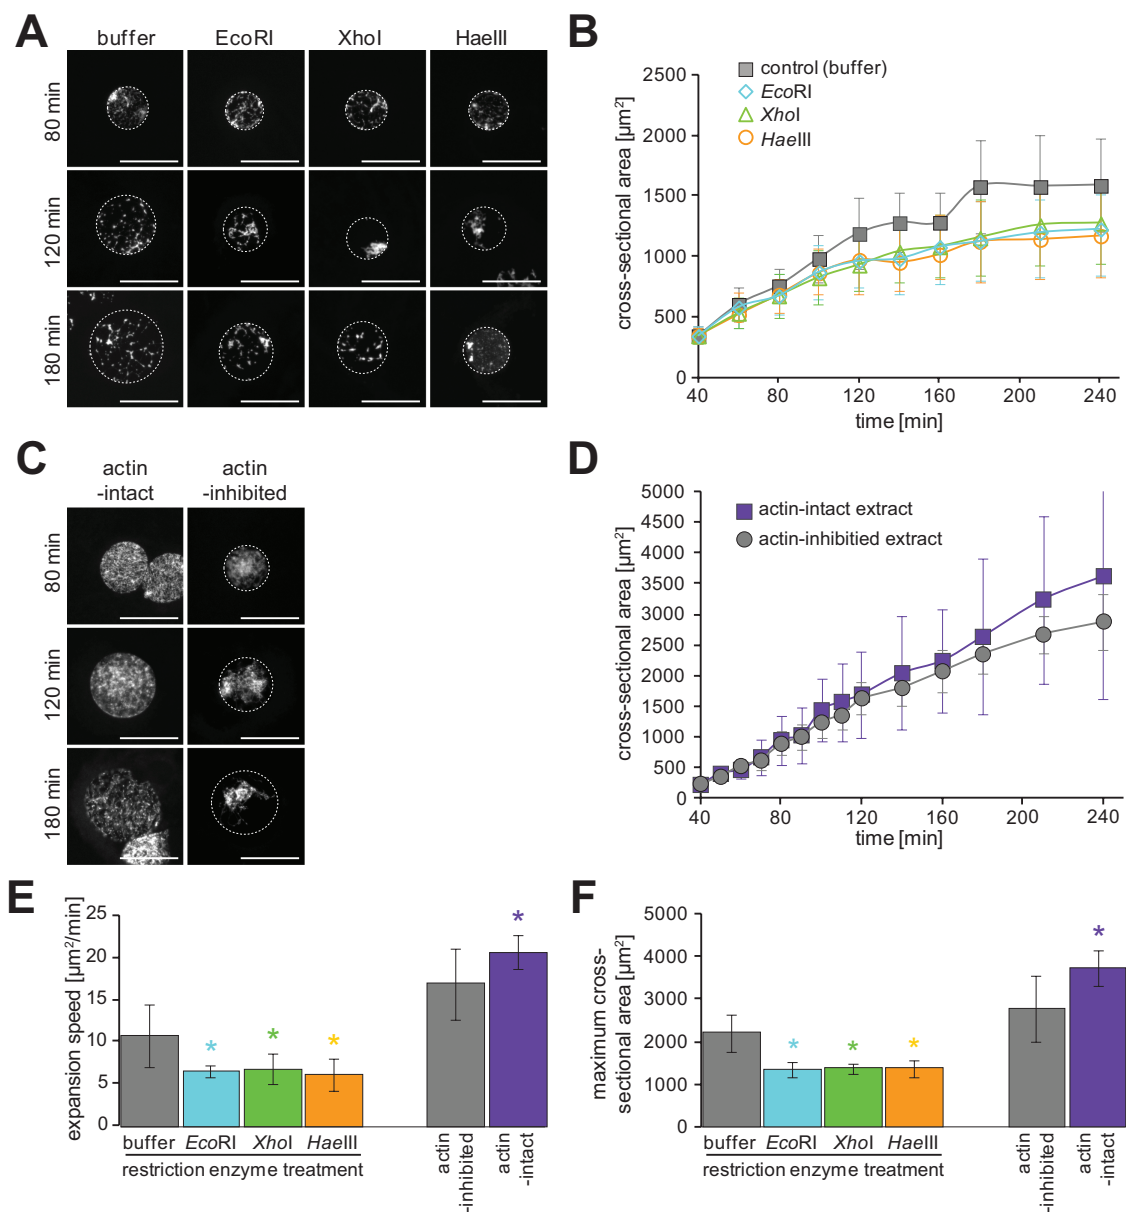 A
buffer
EcoRI
XhoI
HaeIII
80 min
120 min
180 min
B
control (buffer)
EcoRI
XhoI
HaeIII
cross-sectional area [µm²]
2500
2000
1500
1000
500
0
40
80
120
160
200
240
time [min]
C
actin
-intact
actin
-inhibited
80 min
120 min
180 min
D
actin-intact extract
actin-inhibitied extract
cross-sectional area [µm²]
5000
4500
4000
3500
3000
2500
2000
1500
1000
500
0
40
80
120
160
200
240
time [min]
E
expansion speed [µm²/min]
25
20
15
10
5
0
*
*
*
*
buffer
EcoRI
XhoI
HaeIII
restriction enzyme treatment
actin
-inhibited
actin
-intact
F
maximum cross-
sectional area [µm²]
5000
4000
3000
2000
1000
0
*
*
*
*
buffer
EcoRI
XhoI
HaeIII
restriction enzyme treatment
actin
-inhibited
actin
-intact